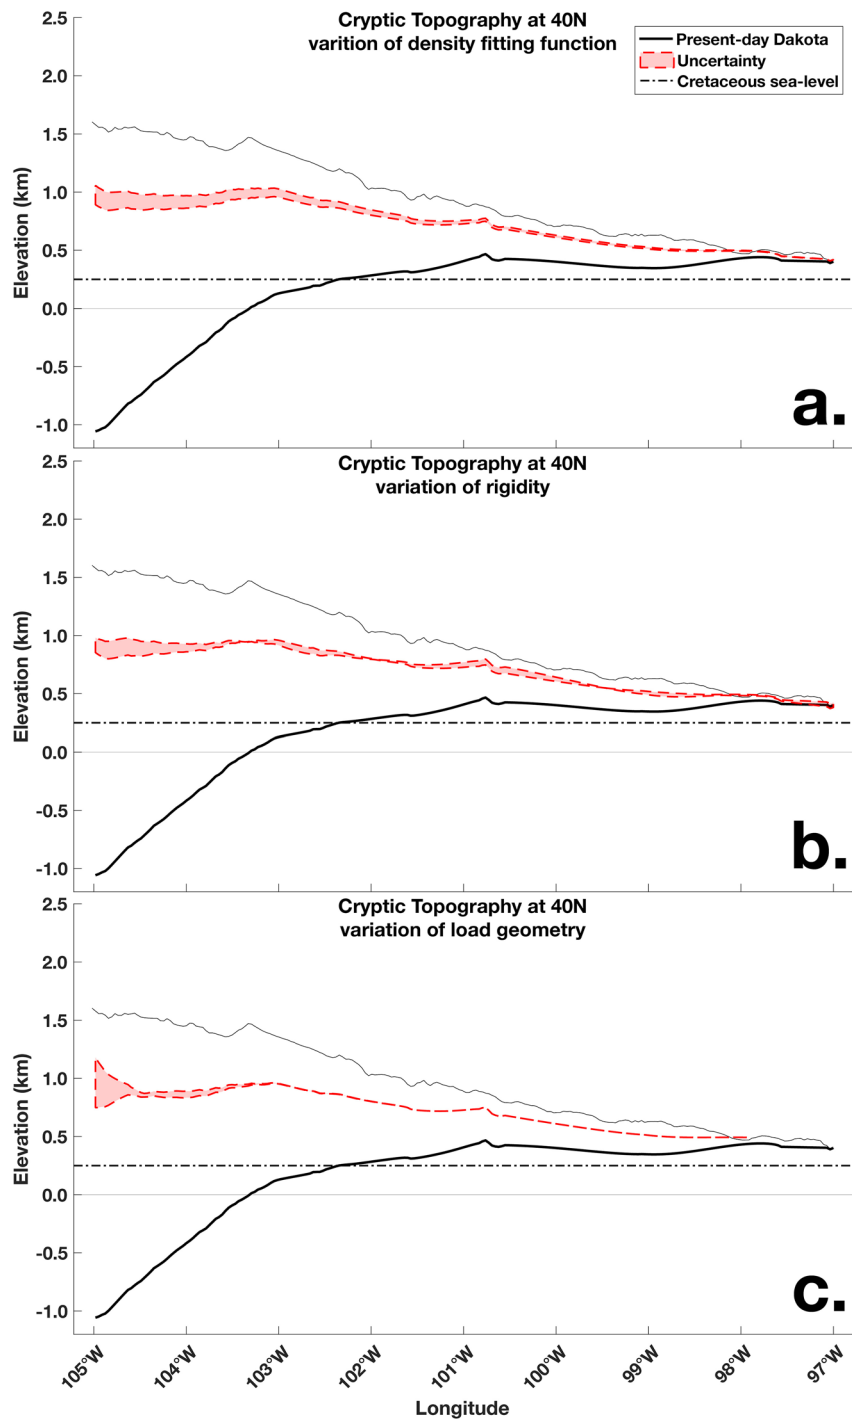 Cryptic Topography at 40N
varition of density fitting function
Present-day Dakota
Uncertainty
Cretaceous sea-level
2.5
2.0
1.5
1.0
0.5
0.0
-0.5
-1.0
Elevation (km)
a.
Cryptic Topography at 40N
variation of rigidity
2.5
2.0
1.5
1.0
0.5
0.0
-0.5
-1.0
Elevation (km)
b.
Cryptic Topography at 40N
variation of load geometry
2.5
2.0
1.5
1.0
0.5
0.0
-0.5
-1.0
Elevation (km)
c.
105°W
104°W
103°W
102°W
101°W
100°W
99°W
98°W
97°W
Longitude